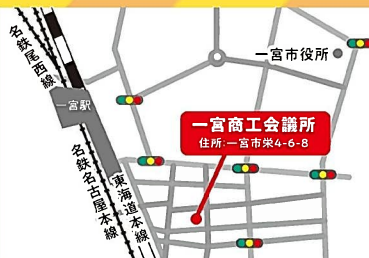 名鉄尾西線
一宮市役所
一宮駅
一宮商工会議所
住所:一宮市栄4-6-8
名鉄名古屋本線
東海道本線